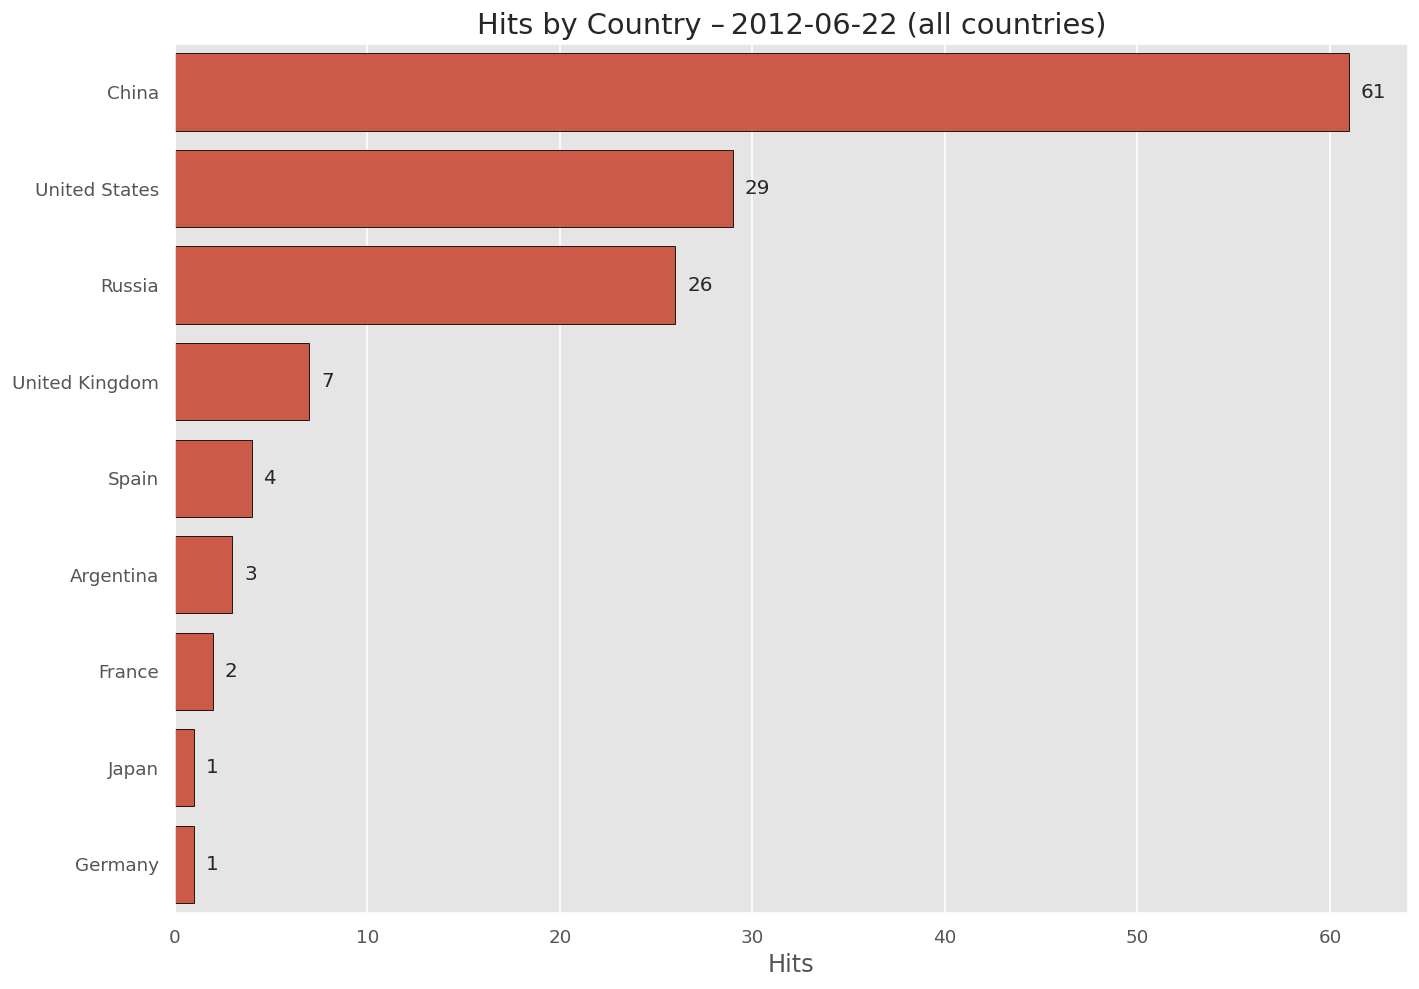 Hits by Country – 2012-06-22 (all countries)
China 61
United States 29
Russia 26
United Kingdom 7
Spain 4
Argentina 3
France 2
Japan 1
Germany 1
0 10 20 30 40 50 60
Hits